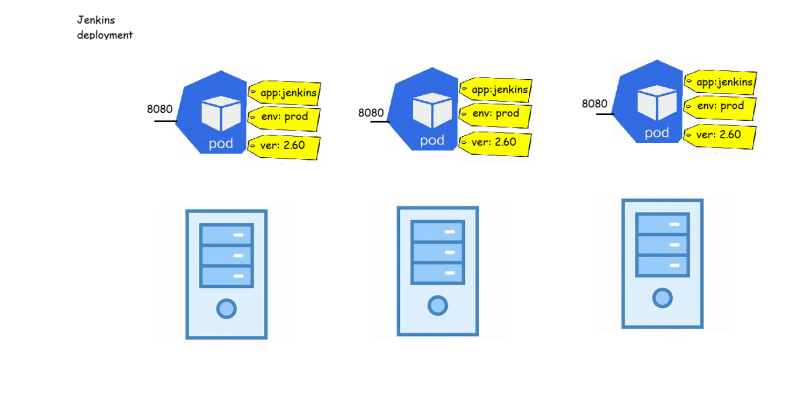 Jenkins
deployment
8080
app:jenkins
env: prod
ver: 2.60
pod
8080
app:jenkins
env: prod
ver: 2.60
pod
8080
app:jenkins
env: prod
ver: 2.60
pod